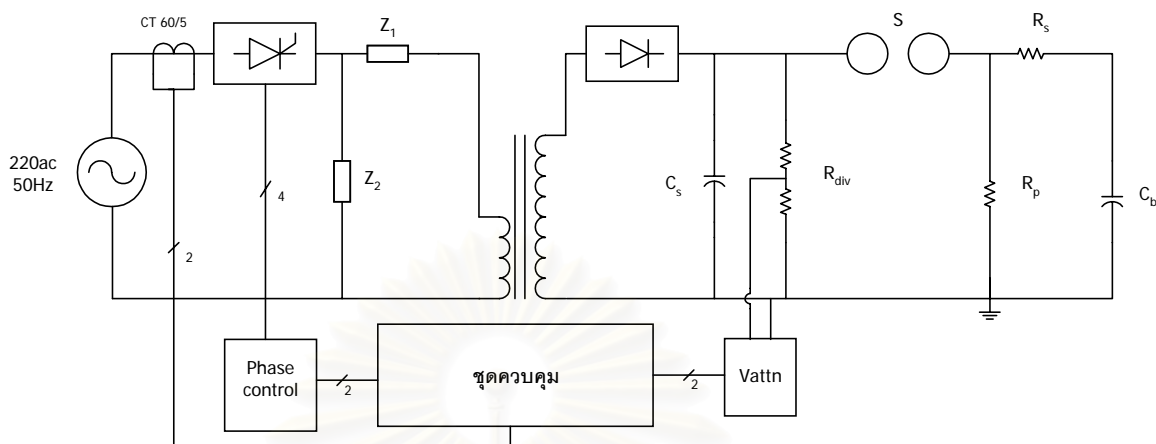 CT 60/5
Z1
S
Rs
220ac
50Hz
Z2
4
2
Cs
Rdiv
Rp
Cb
Phase
control
2
ชุดควบคุม
2
Vattn